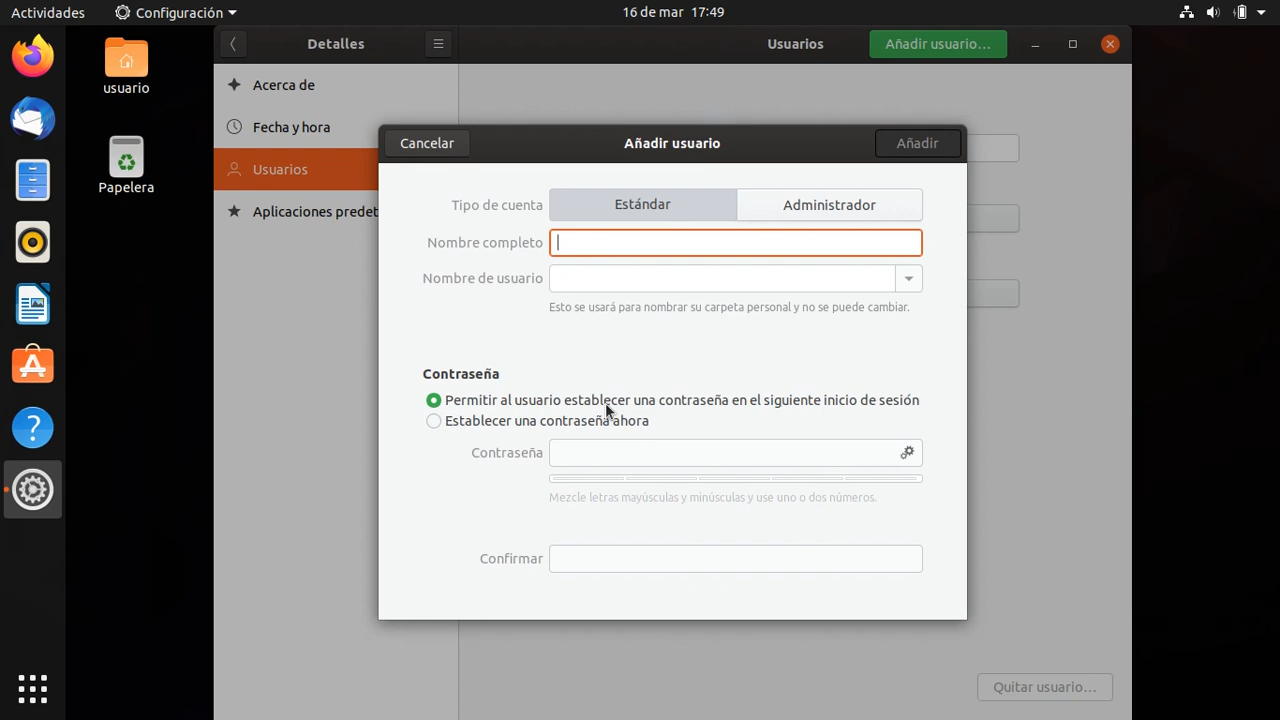 Actividades
Configuración
16 de mar 17:49
usuario
Papelera
Detalles
Usuarios
Añadir usuario…
Acerca de
Fecha y hora
Usuarios
Aplicaciones predet
Cancelar
Añadir usuario
Añadir
Tipo de cuenta
Estándar
Administrador
Nombre completo
Nombre de usuario
Esto se usará para nombrar su carpeta personal y no se puede cambiar.
Contraseña
Permitir al usuario establecer una contraseña en el siguiente inicio de sesión
Establecer una contraseña ahora
Contraseña
Mezcle letras mayúsculas y minúsculas y use uno o dos números.
Confirmar
Quitar usuario…